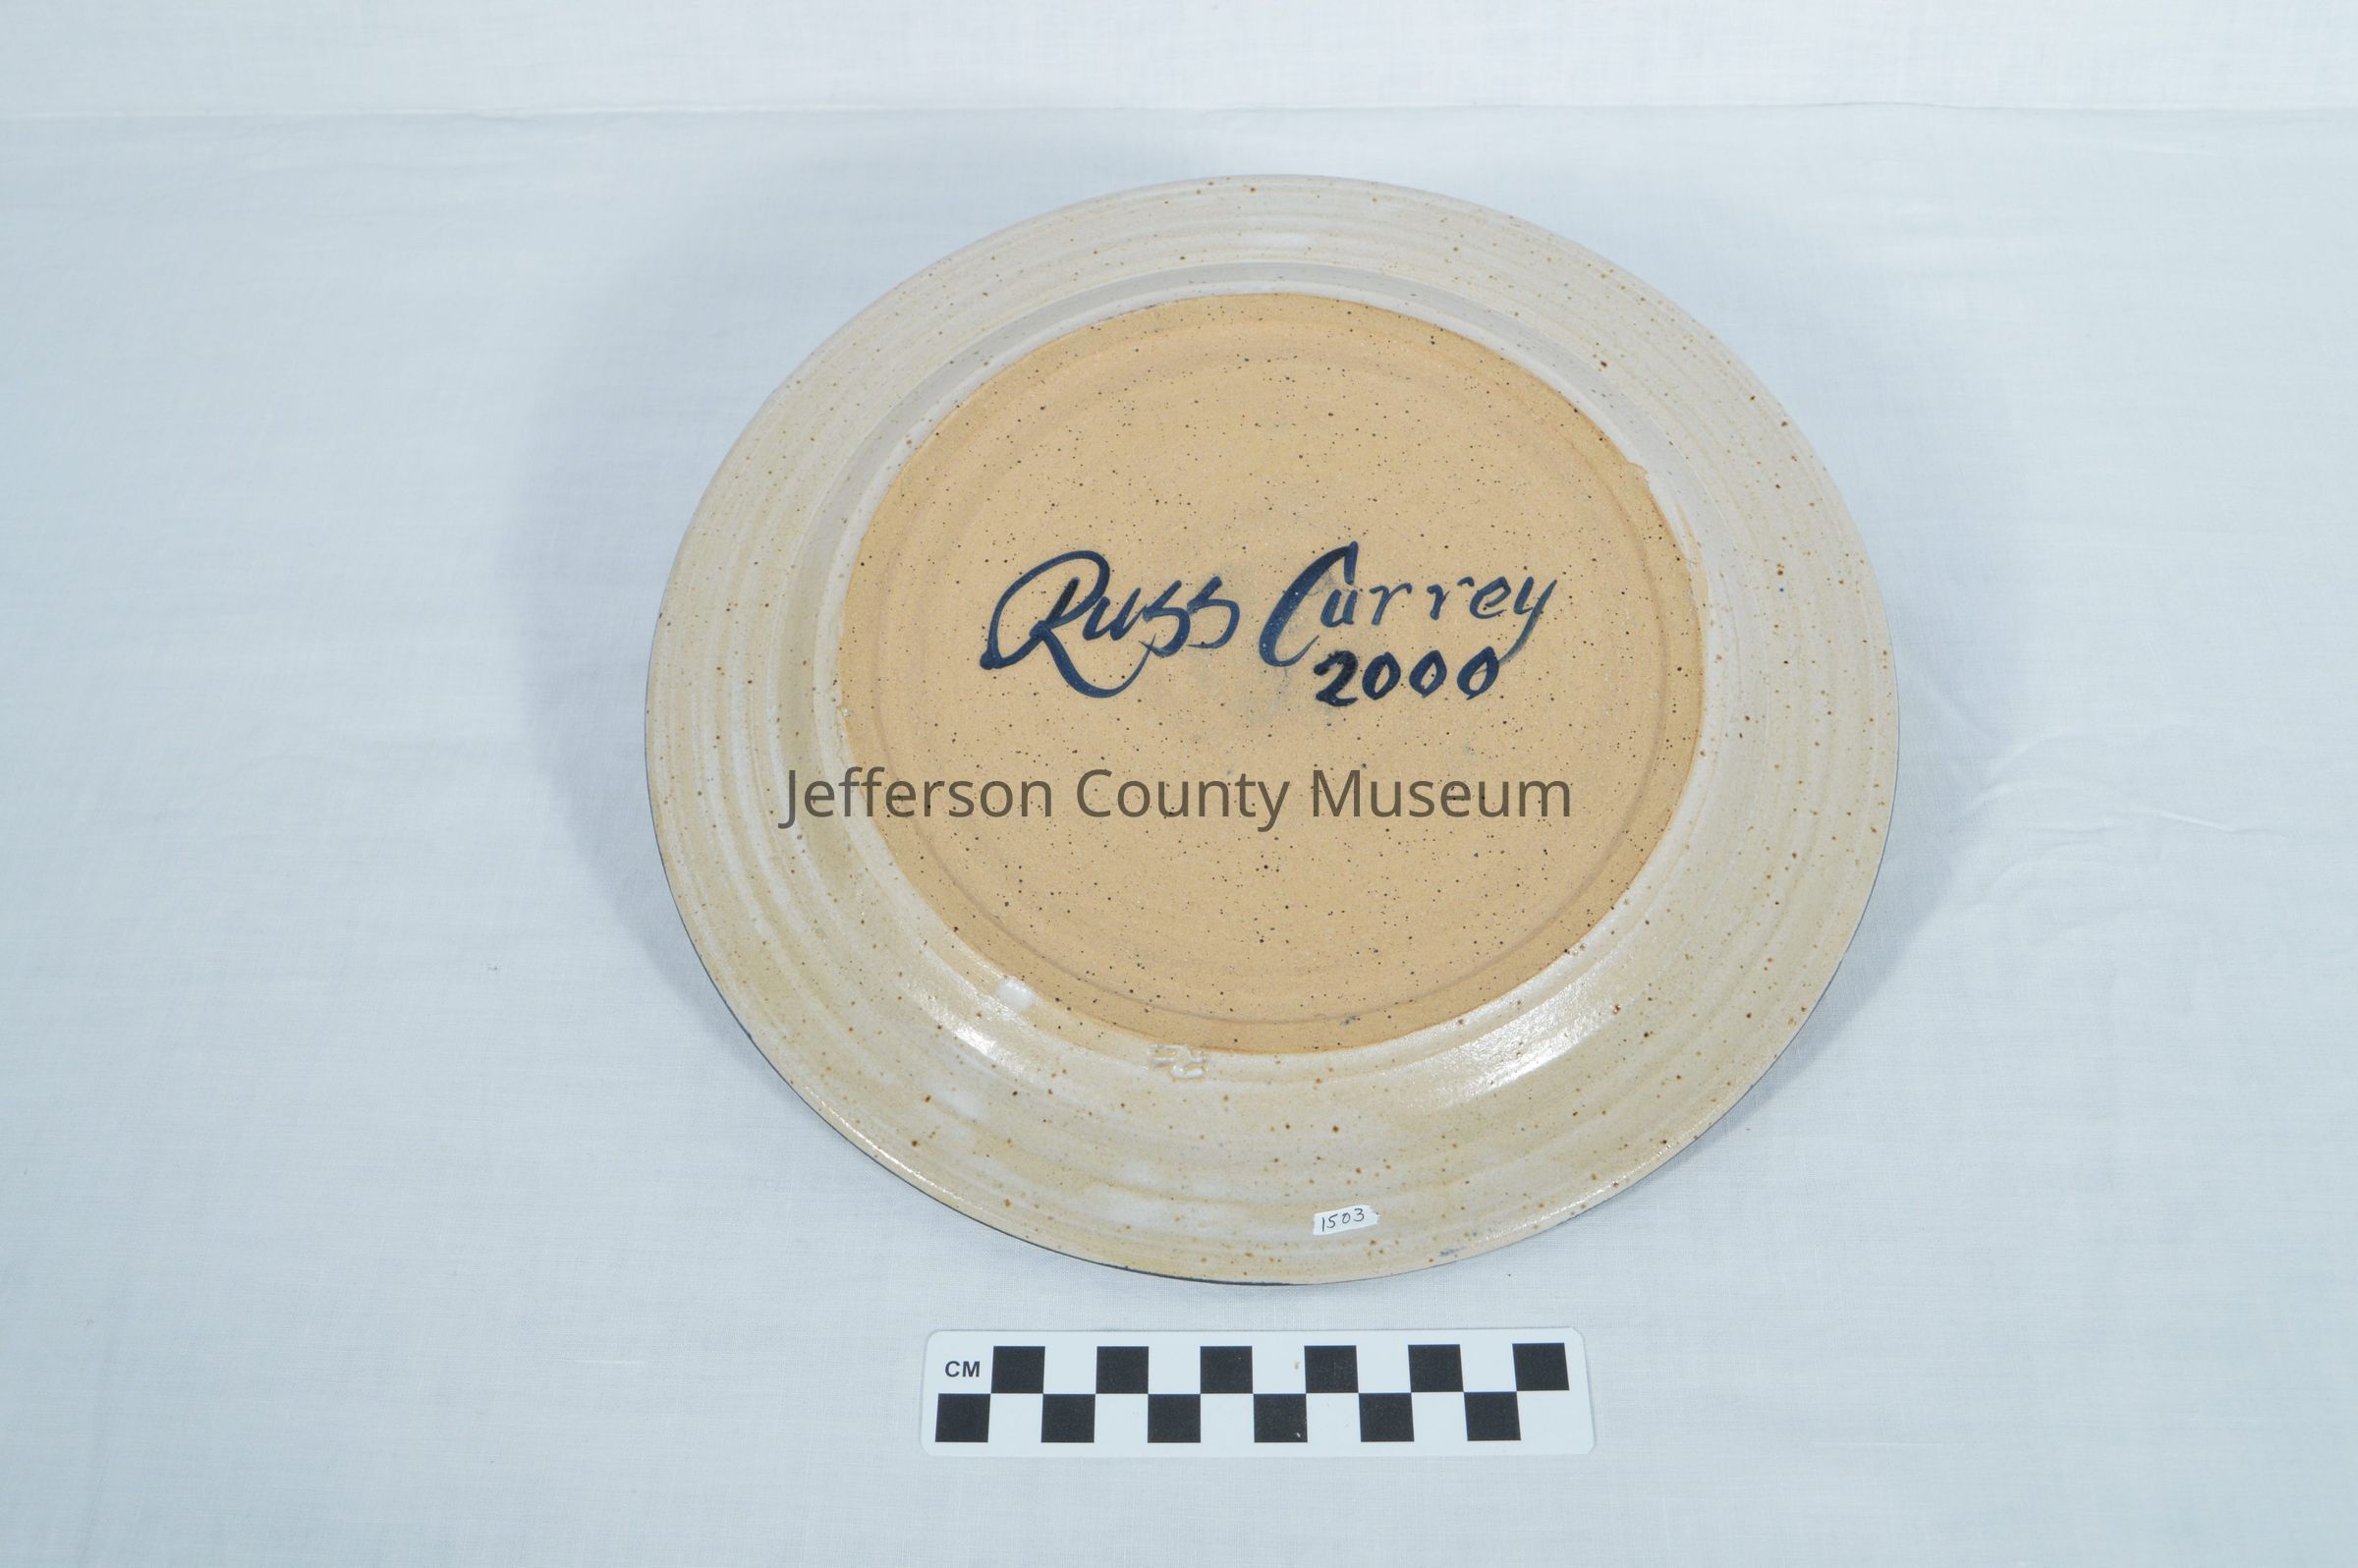 Russ Currey
2000
Jefferson County Museum
1503
CM